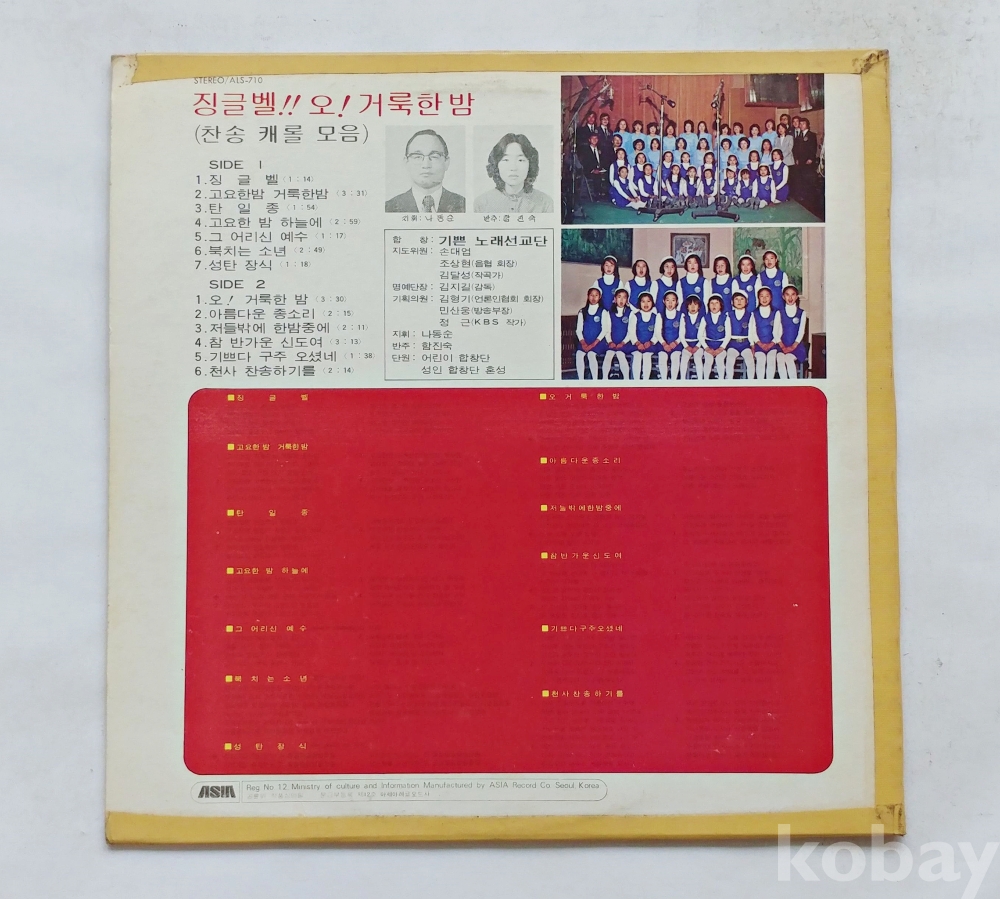 STEREO/ALS-710
징글벨!! 오! 거룩한밤
(찬송 캐롤 모음)
SIDE 1
1.징 글 벨 (1:14)
2.고요한밤 거룩한밤 (3:31)
3.탄 일 종 (1:54)
4.고요한 밤 하늘에 (2:59)
5.그 어리신 예수 (1:17)
6.북치는 소년 (2:49)
7.성탄 장식 (1:18)
SIDE 2
1.오! 거룩한 밤 (3:30)
2.아름다운 종소리 (2:15)
3.저들밖에 한밤중에 (2:11)
4.참 반가운 신도여 (3:13)
5.기쁘다 구주 오셨네 (1:38)
6.천사 찬송하기를 (2:14)
지휘:나동순
반주:함진숙
합 창:기쁜 노래선교단
지도위원:손대업
조상현(음협 회장)
김달성(작곡가)
명예단장:김지길(감독)
기획의원:김형기(언론인협회 회장)
민산웅(방송부장)
정 근(KBS 작가)
지휘:나동순
반주:함진숙
단원:어린이 합창단
성인 합창단 혼성
■징 글 벨
■고요한밤 거룩한밤
■탄 일 종
■고요한 밤 하늘에
■그 어리신 예수
■북 치 는 소 년
■성 탄 장 식
■오 거 룩 한 밤
■아 름 다 운 종 소 리
■저 들 밖 에 한 밤 중 에
■참 반 가 운 신 도 여
■기 쁘 다 구 주 오 셨 네
■천 사 찬 송 하 기 를
ASIA
Reg No 12 Ministry of culture and Information Manufactured by ASIA Record Co Seoul, Korea
kobay